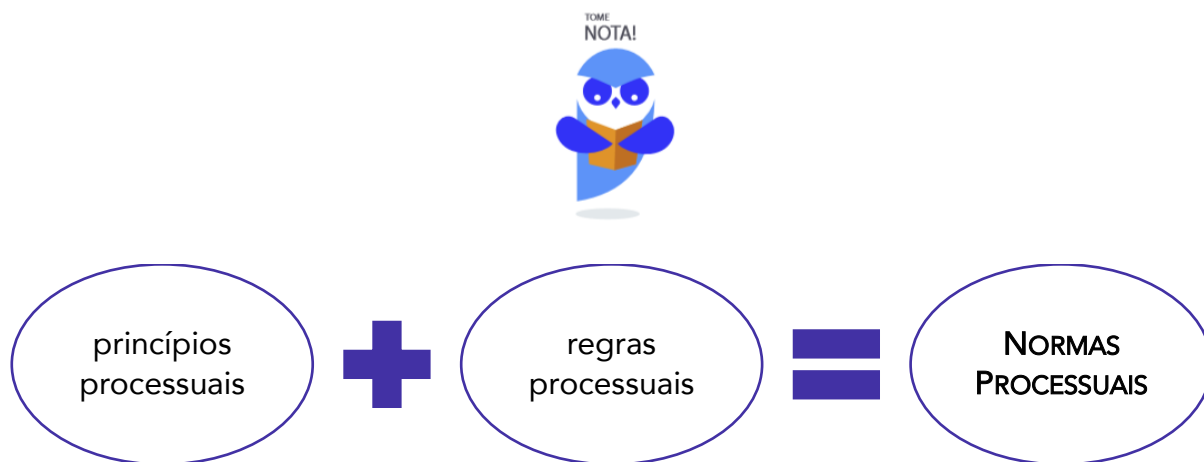 TOME
NOTA!
princípios
processuais
regras
processuais
NORMAS
PROCESSUAIS